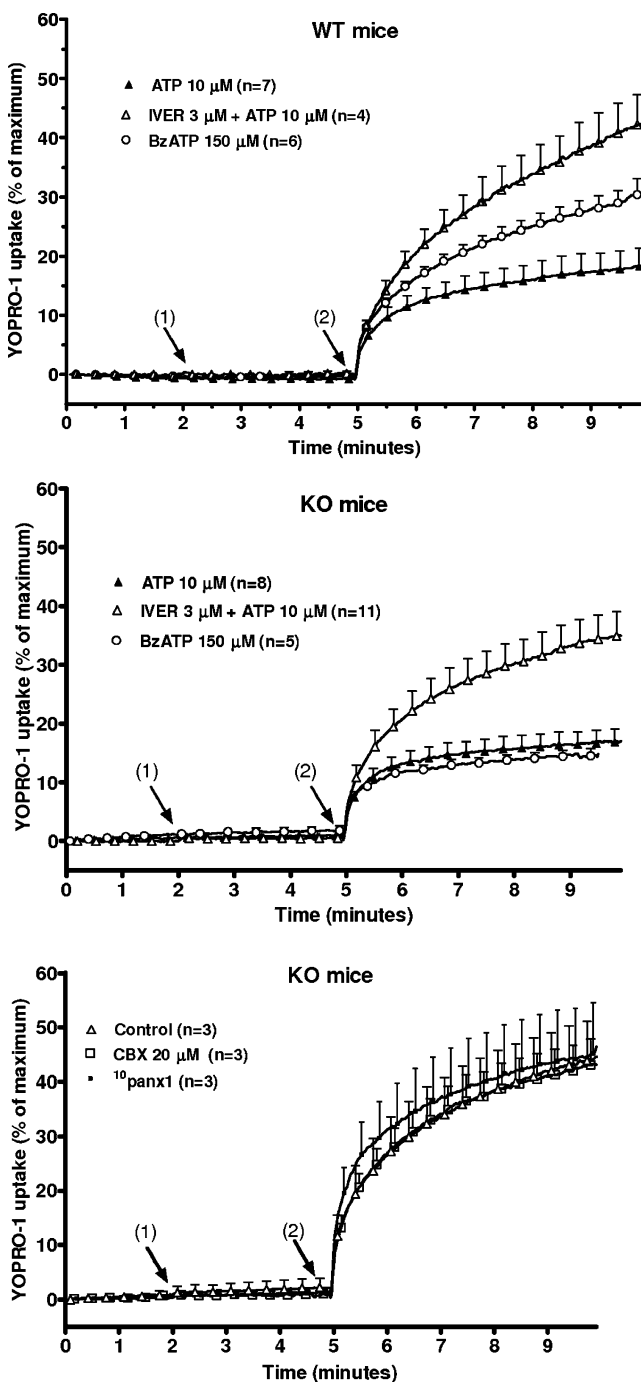 WT mice
ATP 10 µM (n=7)
IVER 3 µM + ATP 10 µM (n=4)
BzATP 150 µM (n=6)
YOPRO-1 uptake (% of maximum)
60
50
40
30
20
10
0
(1)
(2)
0 1 2 3 4 5 6 7 8 9
Time (minutes)
KO mice
ATP 10 µM (n=8)
IVER 3 µM + ATP 10 µM (n=11)
BzATP 150 µM (n=5)
YOPRO-1 uptake (% of maximum)
60
50
40
30
20
10
0
(1)
(2)
0 1 2 3 4 5 6 7 8 9
Time (minutes)
KO mice
Control (n=3)
CBX 20 µM (n=3)
¹⁰panx1 (n=3)
YOPRO-1 uptake (% of maximum)
60
50
40
30
20
10
0
(1)
(2)
0 1 2 3 4 5 6 7 8 9
Time (minutes)